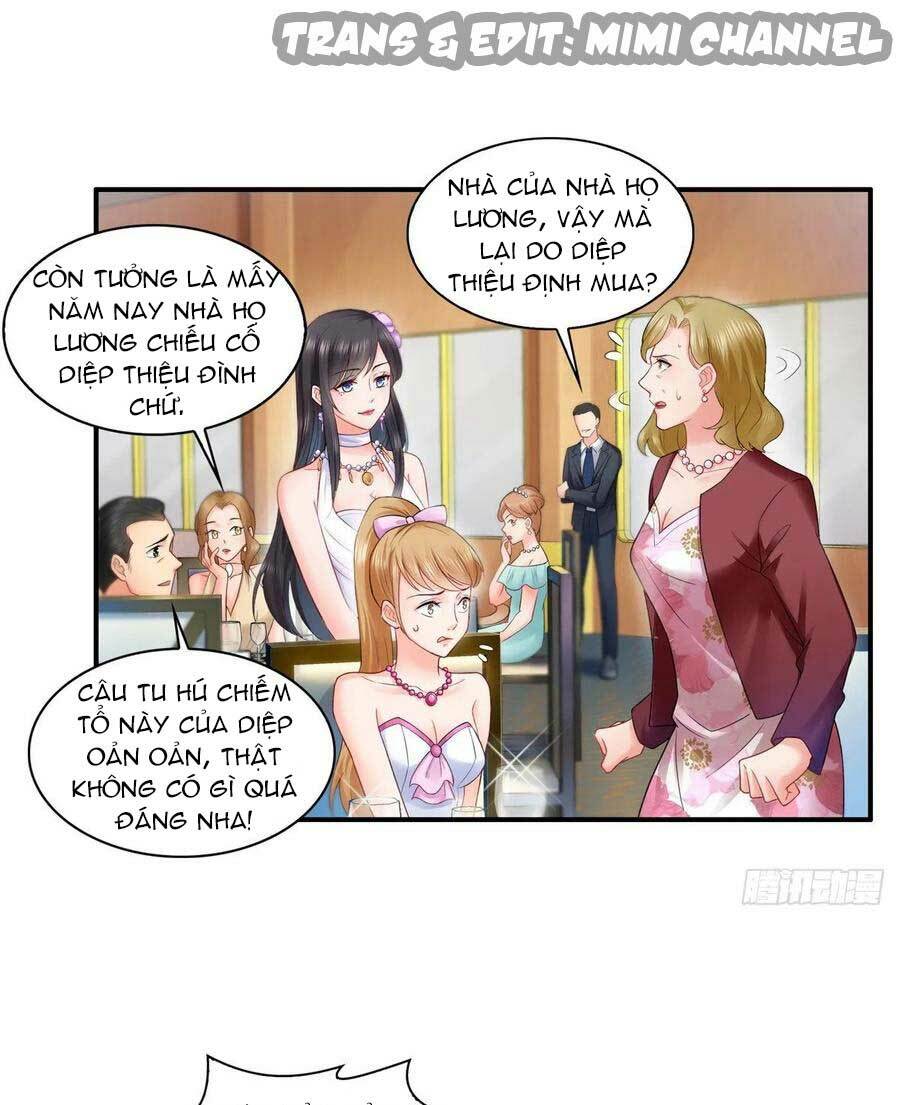 TRANS & EDIT: MIMI CHANNEL
NHÀ CỦA NHÀ HỌ
LƯƠNG, VẬY MÀ
LẠI DO DIỆP
THIỆU ĐỊNH MUA?
CÒN TƯỞNG LÀ MẤY
NĂM NAY NHÀ HỌ
LƯƠNG CHIẾU CỐ
DIỆP THIỆU ĐÌNH
CHỨ.
CÂU TU HÚ CHIẾM
TỔ NÀY CỦA DIỆP
OẢN OẢN, THẬT
KHÔNG CÓ GÌ QUÁ
ĐÁNG NHA!
腾讯动漫